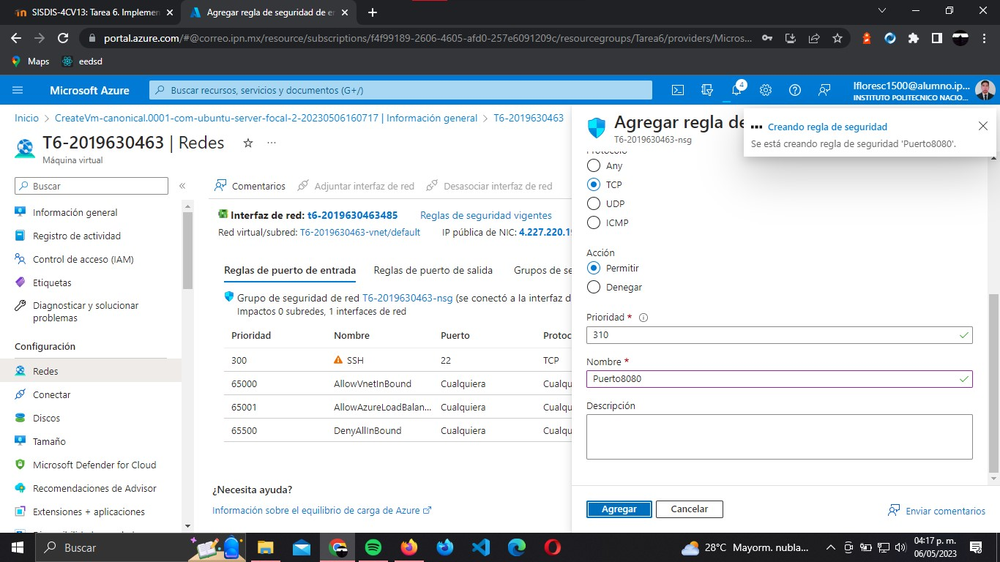 SISDIS-4CV13: Tarea 6. Implemen
Agregar regla de seguridad de e
portal.azure.com/#@correo.ipn.mx/resource/subscriptions/f4f99189-2606-4605-afd0-257e6091209c/resourcegroups/Tarea6/providers/Micros...
Maps
eedsd
Microsoft Azure
Buscar recursos, servicios y documentos (G+/)
4
lfloresc1500@alumno.ip...
INSTITUTO POLITECNICO NACIO...
Inicio > CreateVm-canonical.0001-com-ubuntu-server-focal-2-20230506160717 | Información general > T6-2019630463
T6-2019630463 | Redes
Máquina virtual
Buscar
Información general
Registro de actividad
Control de acceso (IAM)
Etiquetas
Diagnosticar y solucionar
problemas
Configuración
Redes
Conectar
Discos
Tamaño
Microsoft Defender for Cloud
Recomendaciones de Advisor
Extensiones + aplicaciones
Comentarios
Adjuntar interfaz de red
Desasociar interfaz de red
Interfaz de red: t6-2019630463485
Reglas de seguridad vigentes
Red virtual/subred: T6-2019630463-vnet/default
IP pública de NIC: 4.227.220.1
Reglas de puerto de entrada
Reglas de puerto de salida
Grupos de se
Grupo de seguridad de red T6-2019630463-nsg (se conectó a la interfaz d
Impactos 0 subredes, 1 interfaces de red
Prioridad Nombre Puerto Protoc
300 SSH 22 TCP
65000 AllowVnetInBound Cualquiera Cualqu
65001 AllowAzureLoadBalan... Cualquiera Cualqu
65500 DenyAllInBound Cualquiera Cualqu
¿Necesita ayuda?
Información sobre el equilibrio de carga de Azure
Agregar regla de
T6-2019630463-nsg
Creando regla de seguridad
Se está creando regla de seguridad 'Puerto8080'.
Protocolo
Any
TCP
UDP
ICMP
Acción
Permitir
Denegar
Prioridad *
310
Nombre *
Puerto8080
Descripción
Agregar
Cancelar
Enviar comentarios
Buscar
28°C Mayorm. nubla...
04:17 p. m.
06/05/2023